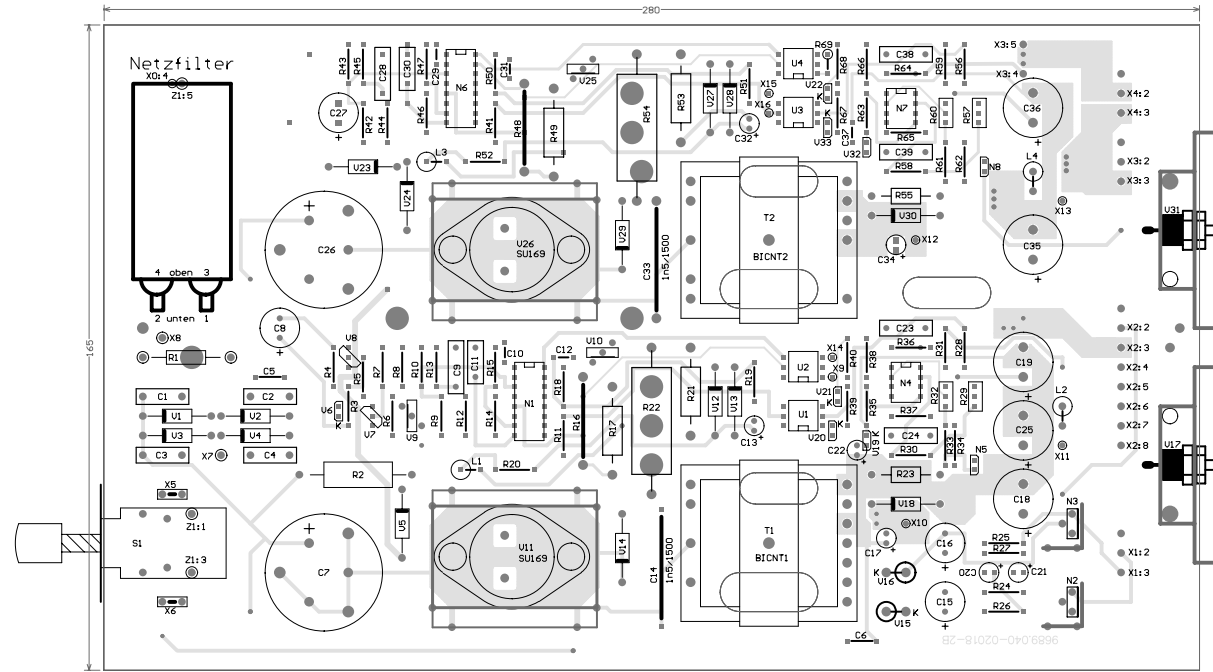 280
165
Netzfilter
X0:4
Z1:5
4 oben 3
2 unten 1
R43
R45
C28
C30
R47
C29
N6
R50
C31
V25
R54
R53
V27
V28
R51
X15
X16
U4
R69
R68
R66
C38
R64
R59
R56
X3:5
X3:4
C27
R42
R44
R46
R41
R48
R49
C32
U3
V22
K
K
V33
R67
R63
N7
R65
R60
R57
C36
X4:2
X4:3
C37
V32
C39
R58
R61
R62
N8
L4
X3:2
X3:3
V23
L3
R52
V24
C26
V26
SU169
V29
C33
1n5/1500
T2
BICNT2
R55
V30
C34
X12
X13
C35
V31
C8
X8
R1
V8
R4
R5
R7
R8
R10
R13
C9
C11
R15
C10
C12
V10
R18
R22
R21
V12
V13
R19
X14
X9
U2
R40
R38
C23
R36
R31
R28
C19
X2:2
X2:3
X2:4
X2:5
X2:6
X2:7
X2:8
C5
C1
C2
V1
V2
V3
V4
C3
C4
X7
V6
K
R3
V7
R6
V9
R9
R12
R14
N1
R11
R16
R17
C13
U1
V21
K
V20
K
R39
R35
N4
R37
R32
R29
C25
L2
X11
C22
V19
K
C24
R30
R33
R34
N5
R2
L1
R20
R23
V18
C18
V17
X5
Z1:1
S1
Z1:3
X6
C7
V5
V11
SU169
V14
C14
1n5/1500
T1
BICNT1
X10
C17
C16
R25
R27
N3
K
V16
C20
C21
R24
R26
N2
X1:2
X1:3
C15
K
V15
C6
9689.040-02018-2B